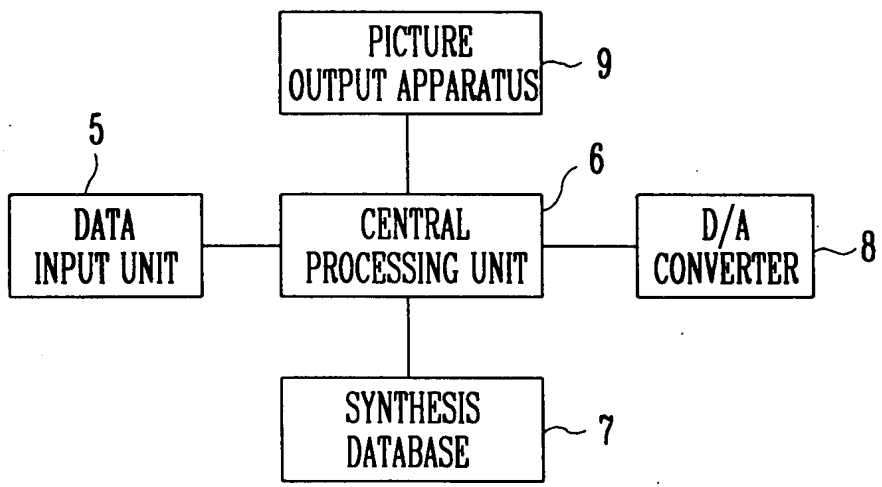 PICTURE
OUTPUT APPARATUS
9
5
DATA
INPUT UNIT
6
CENTRAL
PROCESSING UNIT
D/A
CONVERTER
8
SYNTHESIS
DATABASE
7